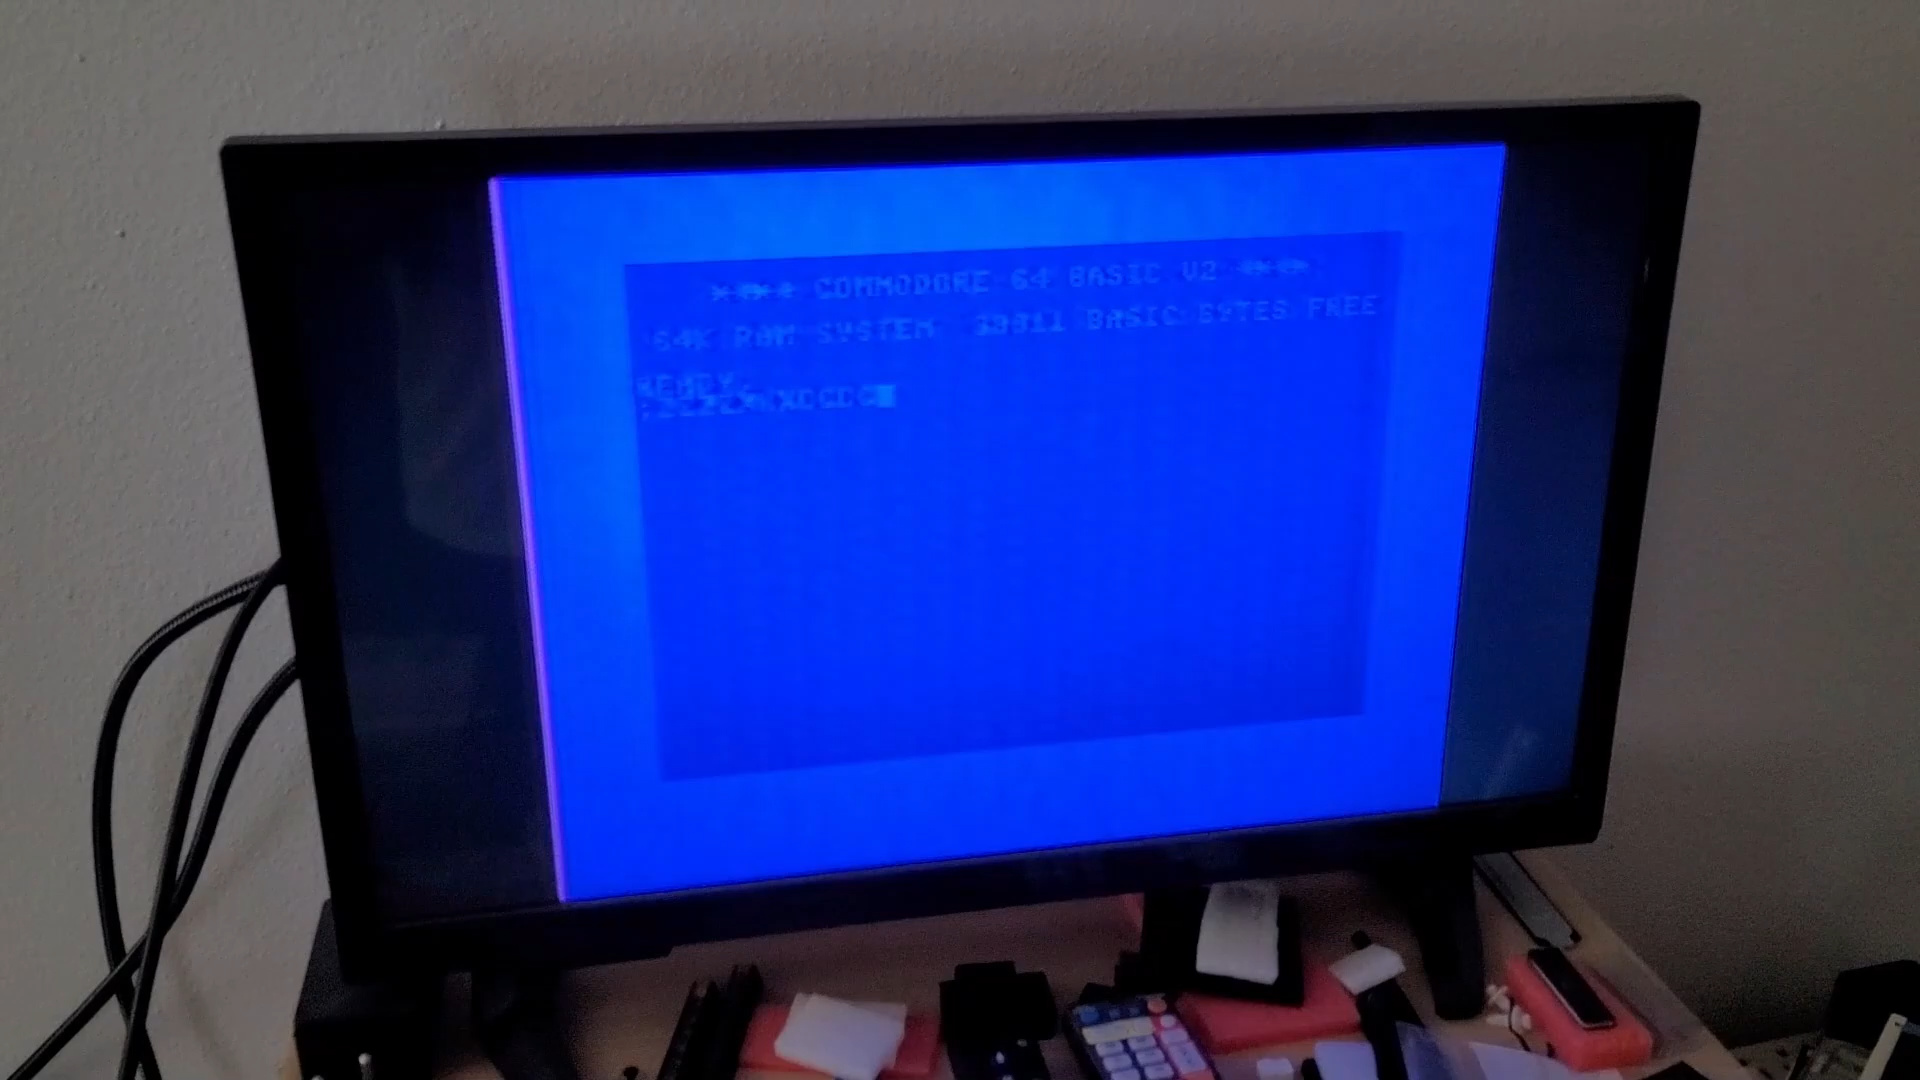 **** COMMODORE 64 BASIC V2 ****
64K RAM SYSTEM 38911 BASIC BYTES FREE
READY.